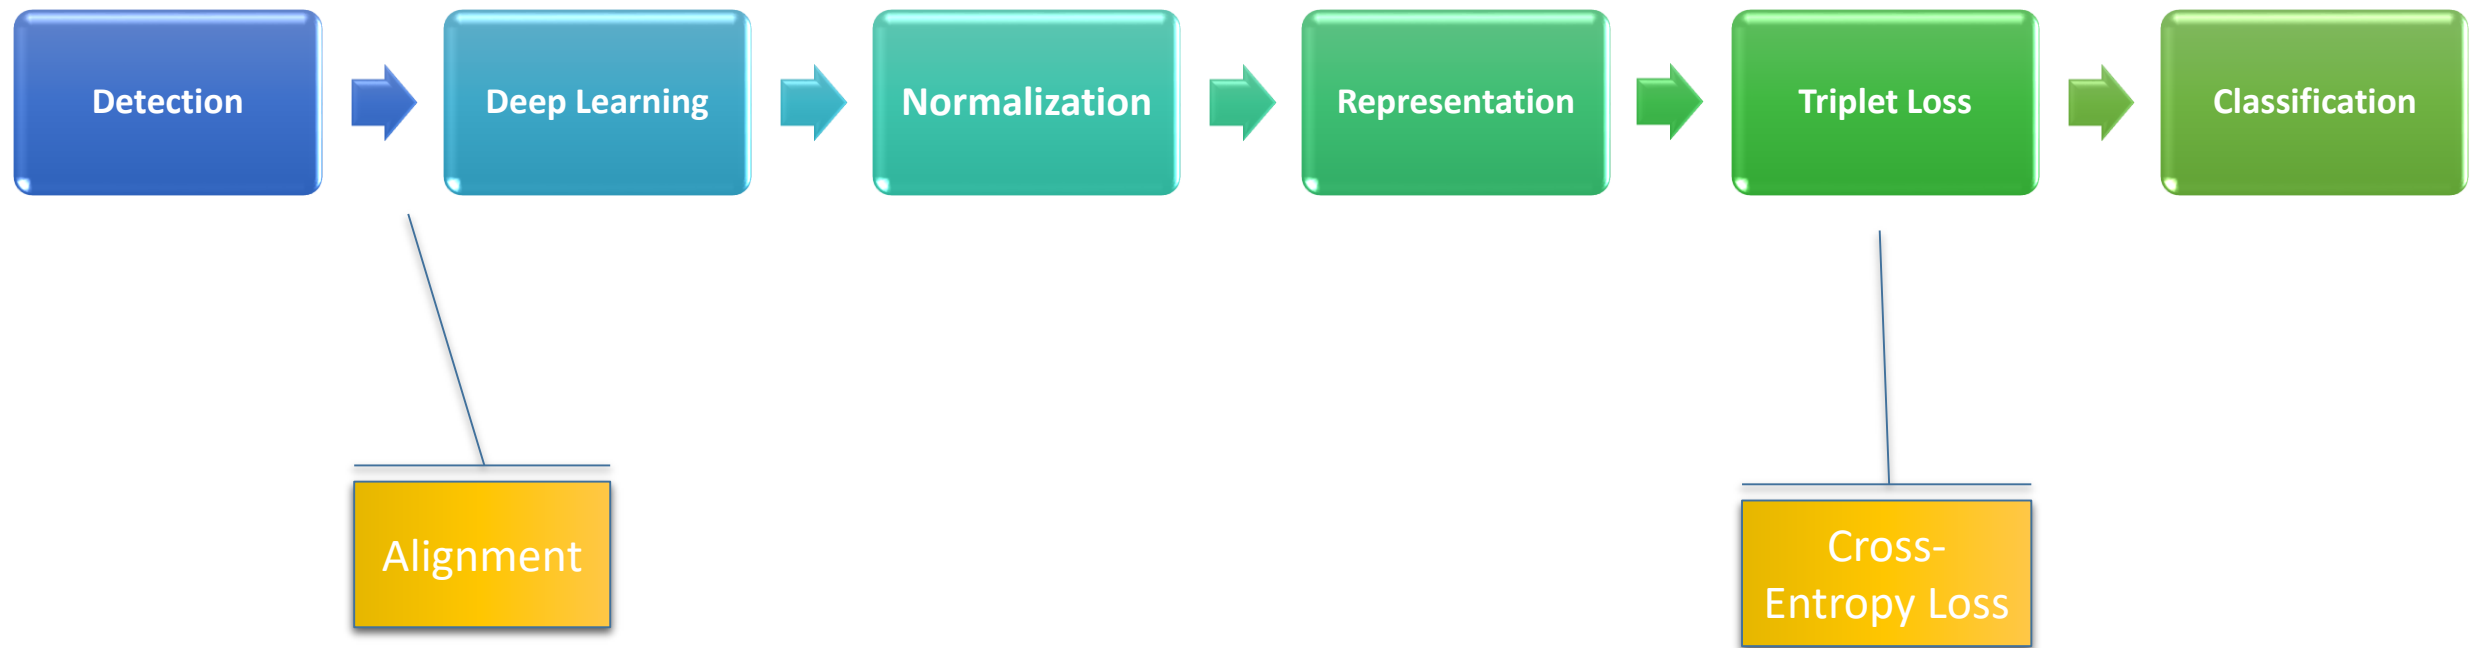 Detection
Deep Learning
Normalization
Representation
Triplet Loss
Classification
Alignment
Cross-
Entropy Loss